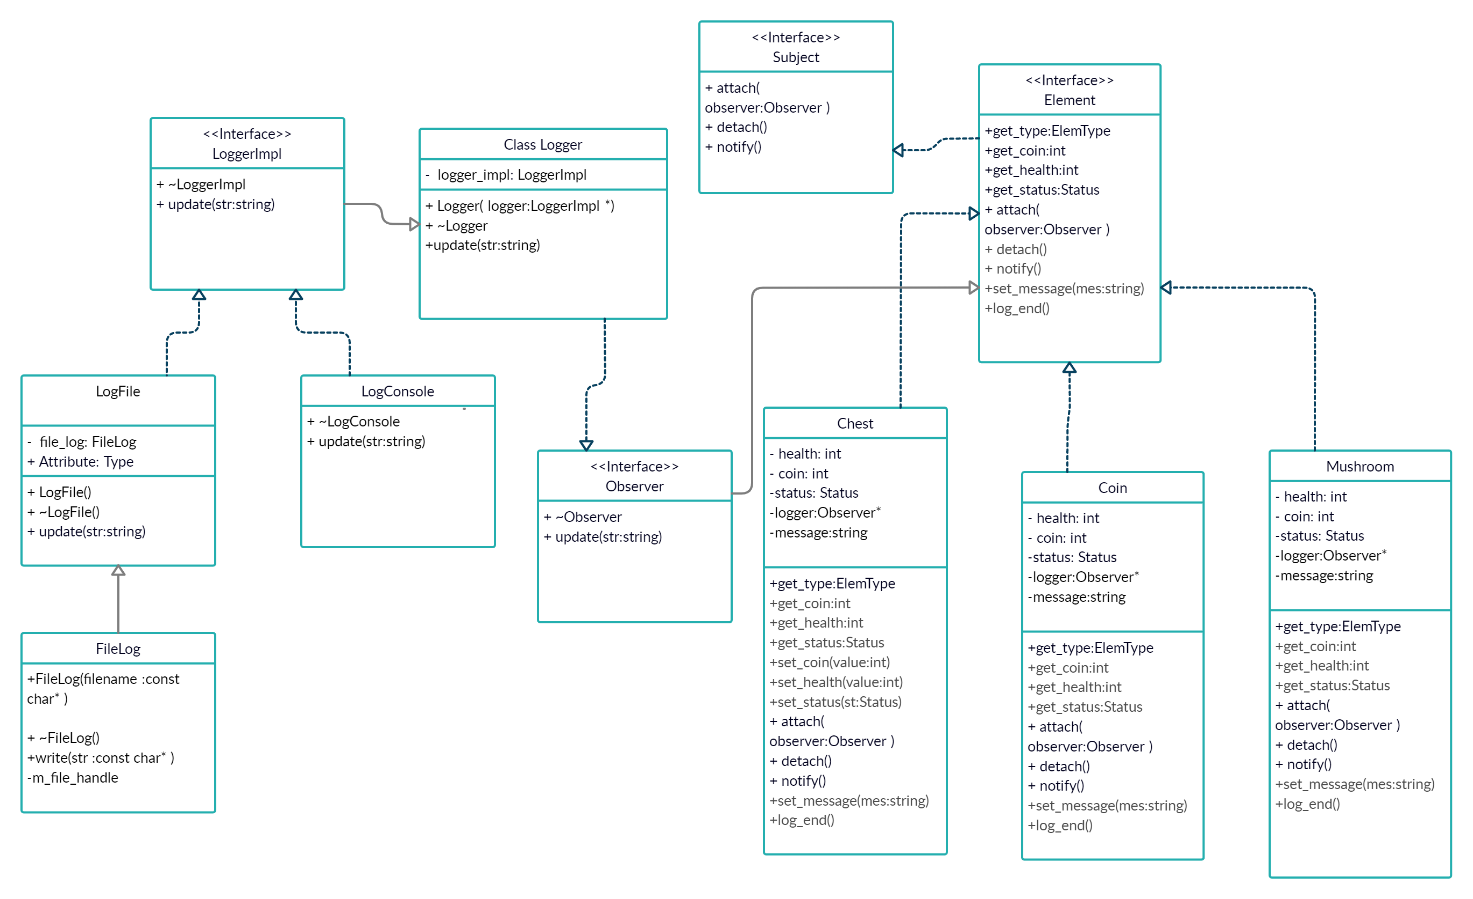 <<Interface>>
Subject
+ attach(
observer:Observer )
+ detach()
+ notify()
<<Interface>>
Element
+get_type:ElemType
+get_coin:int
+get_health:int
+get_status:Status
+ attach(
observer:Observer )
+ detach()
+ notify()
+set_message(mes:string)
+log_end()
<<Interface>>
LoggerImpl
+ ~LoggerImpl
+ update(str:string)
Class Logger
- logger_impl: LoggerImpl
+ Logger( logger:LoggerImpl *)
+ ~Logger
+update(str:string)
LogFile
- file_log: FileLog
+ Attribute: Type
+ LogFile()
+ ~LogFile()
+ update(str:string)
LogConsole
+ ~LogConsole
+ update(str:string)
<<Interface>>
Observer
+ ~Observer
+ update(str:string)
Chest
- health: int
- coin: int
-status: Status
-logger:Observer*
-message:string
+get_type:ElemType
+get_coin:int
+get_health:int
+get_status:Status
+set_coin(value:int)
+set_health(value:int)
+set_status(st:Status)
+ attach(
observer:Observer )
+ detach()
+ notify()
+set_message(mes:string)
+log_end()
Coin
- health: int
- coin: int
-status: Status
-logger:Observer*
-message:string
+get_type:ElemType
+get_coin:int
+get_health:int
+get_status:Status
+ attach(
observer:Observer )
+ detach()
+ notify()
+set_message(mes:string)
+log_end()
Mushroom
- health: int
- coin: int
-status: Status
-logger:Observer*
-message:string
+get_type:ElemType
+get_coin:int
+get_health:int
+get_status:Status
+ attach(
observer:Observer )
+ detach()
+ notify()
+set_message(mes:string)
+log_end()
FileLog
+FileLog(filename :const
char* )
+ ~FileLog()
+write(str :const char* )
-m_file_handle